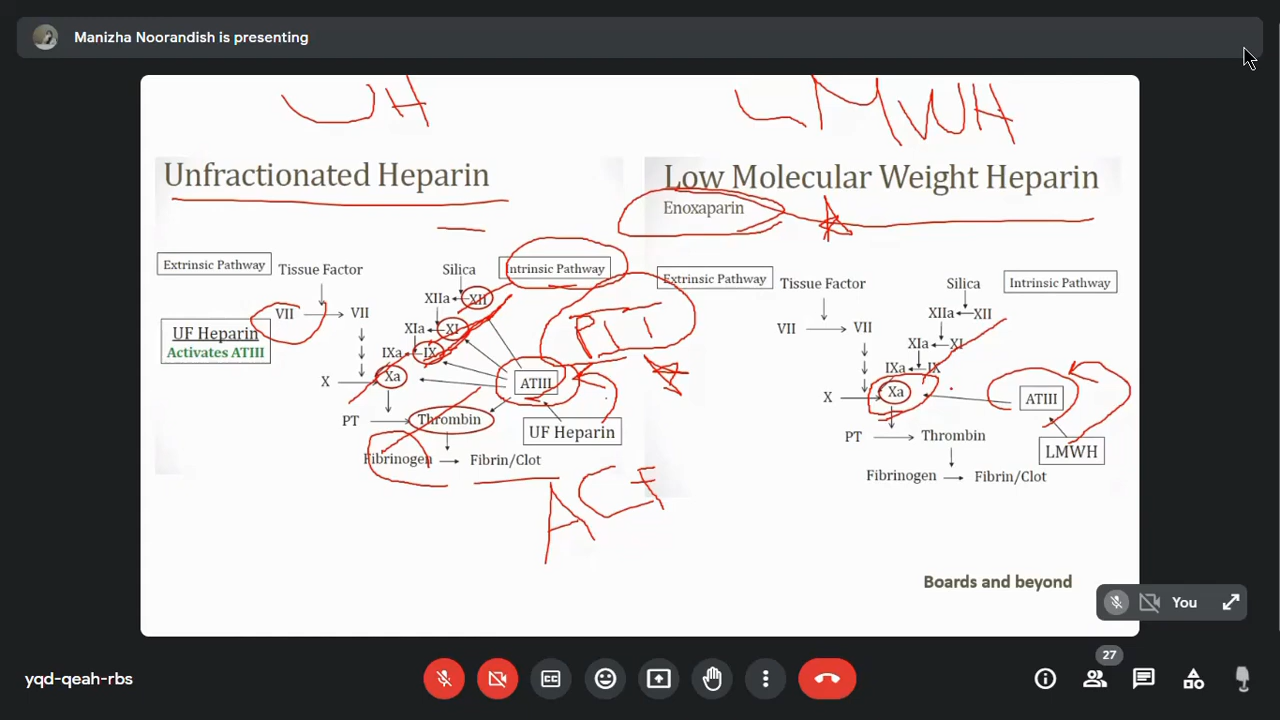 Manizha Noorandish is presenting
UH
LMWH
Unfractionated Heparin
Extrinsic Pathway
Tissue Factor
Silica
Intrinsic Pathway
XIIa
XII
VII
VII
XIa
XI
UF Heparin
Activates ATIII
IXa
IX
PTT
X
Xa
ATIII
PT
Thrombin
UF Heparin
Fibrinogen
Fibrin/Clot
Low Molecular Weight Heparin
Enoxaparin
Extrinsic Pathway
Tissue Factor
Silica
Intrinsic Pathway
XIIa
XII
VII
VII
XIa
XI
IXa
IX
X
Xa
ATIII
PT
Thrombin
LMWH
Fibrinogen
Fibrin/Clot
Boards and beyond
You
27
yqd-qeah-rbs